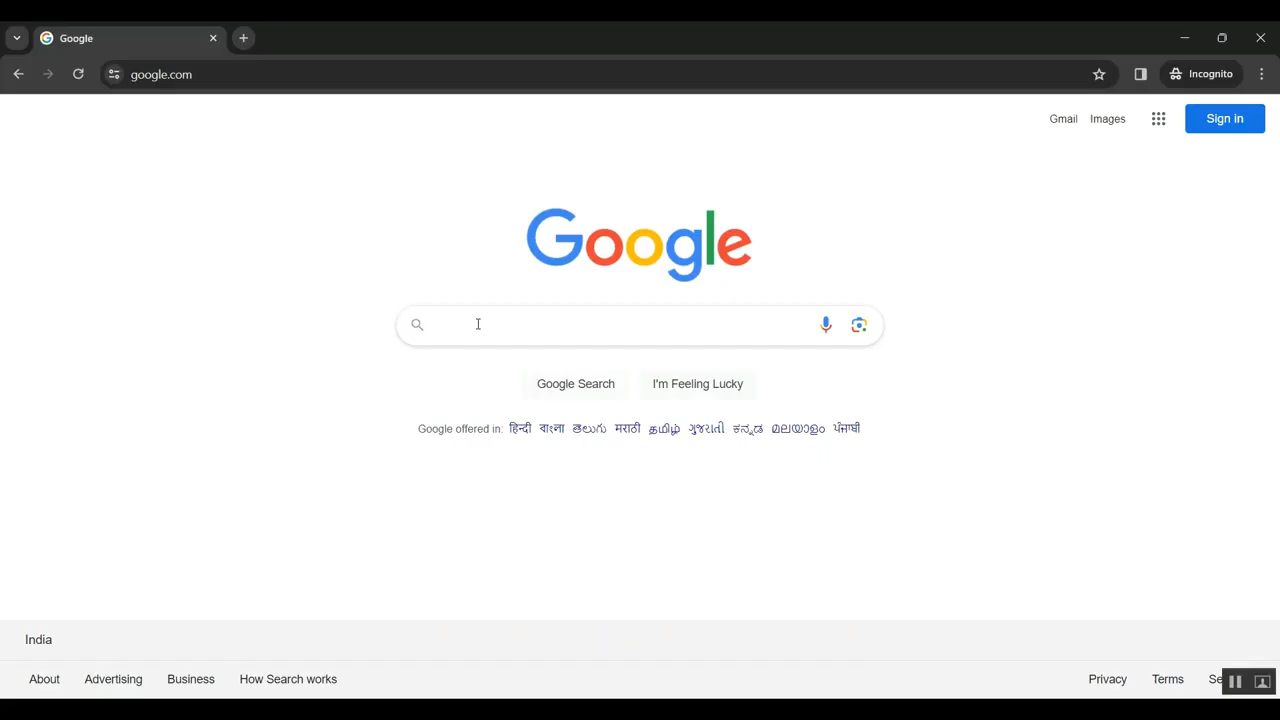 Google
google.com
Incognito
Gmail Images Sign in
Google
Google Search I'm Feeling Lucky
Google offered in: हिन्दी বাংলা తెలుగు मराठी தமிழ் ગુજરાતી ಕನ್ನಡ മലയാളം ਪੰਜਾਬੀ
India
About Advertising Business How Search works Privacy Terms Se